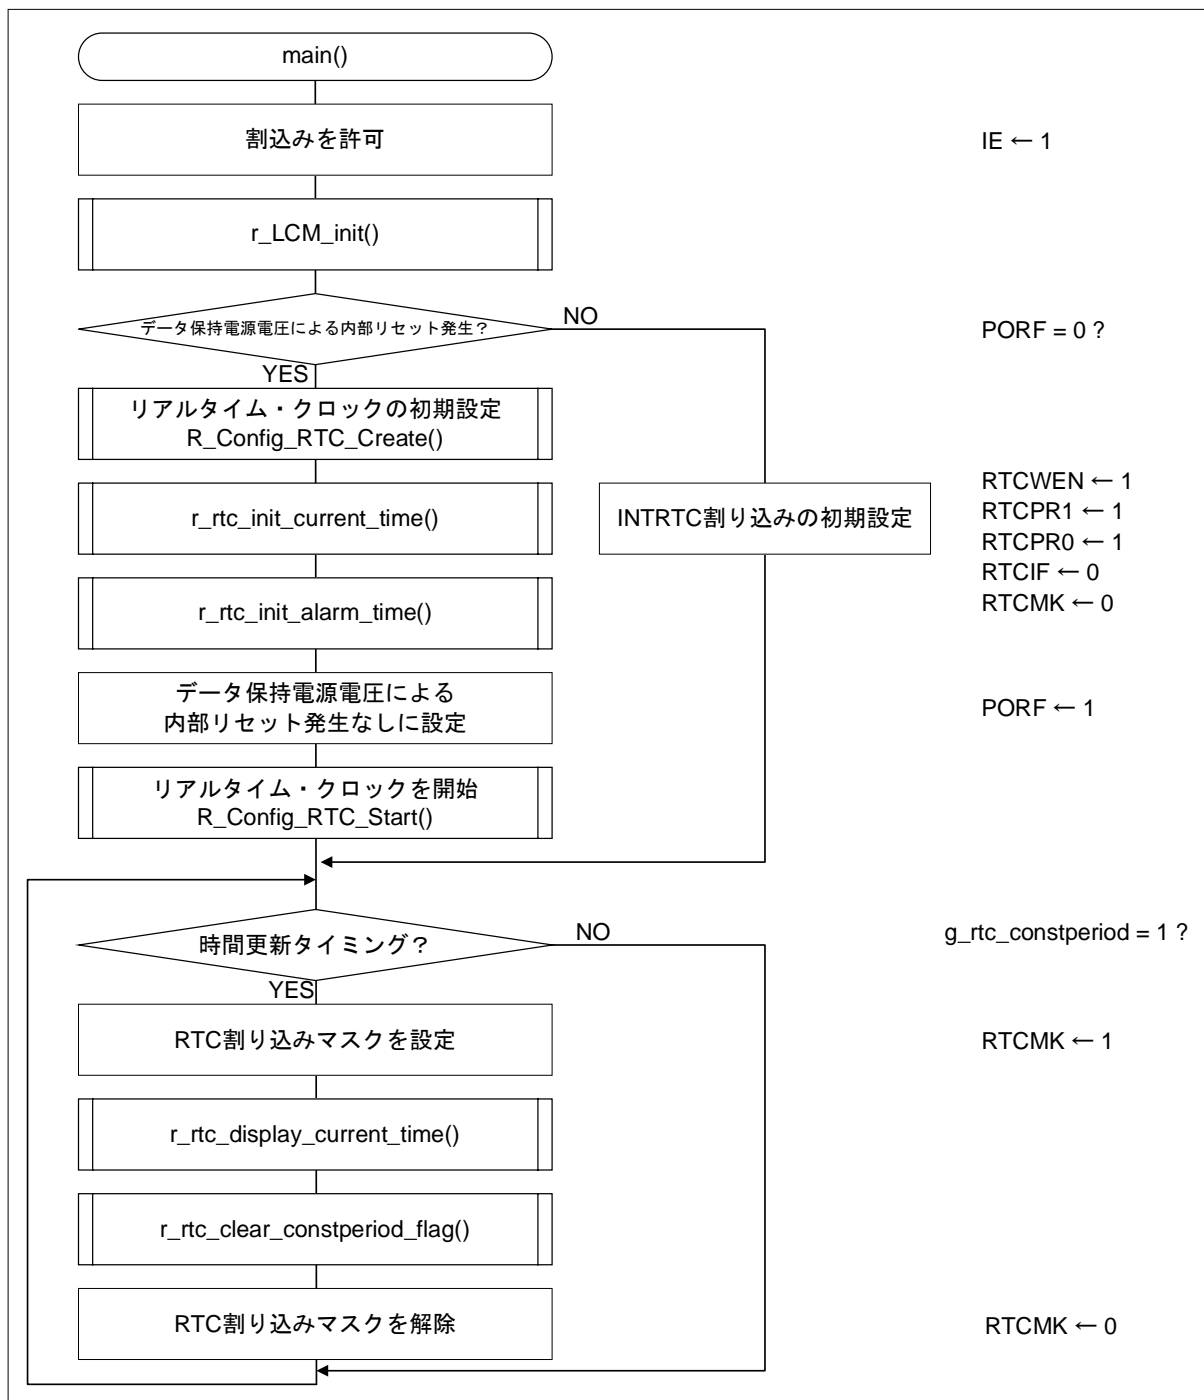 main()
割込みを許可
IE ← 1
r_LCM_init()
データ保持電源電圧による内部リセット発生？
NO
PORF = 0 ?
YES
リアルタイム・クロックの初期設定
R_Config_RTC_Create()
r_rtc_init_current_time()
INTRTC割り込みの初期設定
RTCWEN ← 1
RTCPR1 ← 1
RTCPR0 ← 1
RTCIF ← 0
RTCMK ← 0
r_rtc_init_alarm_time()
データ保持電源電圧による
内部リセット発生なしに設定
PORF ← 1
リアルタイム・クロックを開始
R_Config_RTC_Start()
時間更新タイミング？
NO
g_rtc_constperiod = 1 ?
YES
RTC割り込みマスクを設定
RTCMK ← 1
r_rtc_display_current_time()
r_rtc_clear_constperiod_flag()
RTC割り込みマスクを解除
RTCMK ← 0